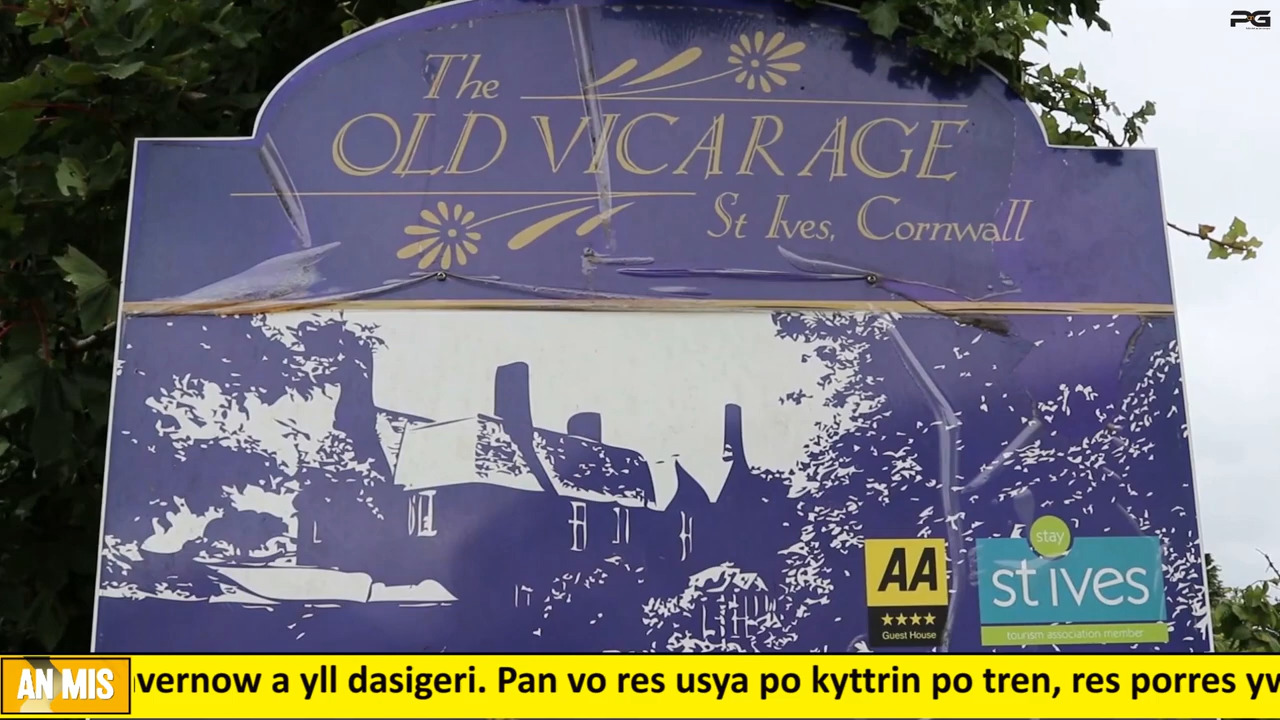 PG
The
OLD VICARAGE
St Ives, Cornwall
stay
AA
st ives
Guest House
tourism association member
AN MIS
vernow a yll dasigeri. Pan vo res usya po kyttrin po tren, res porres